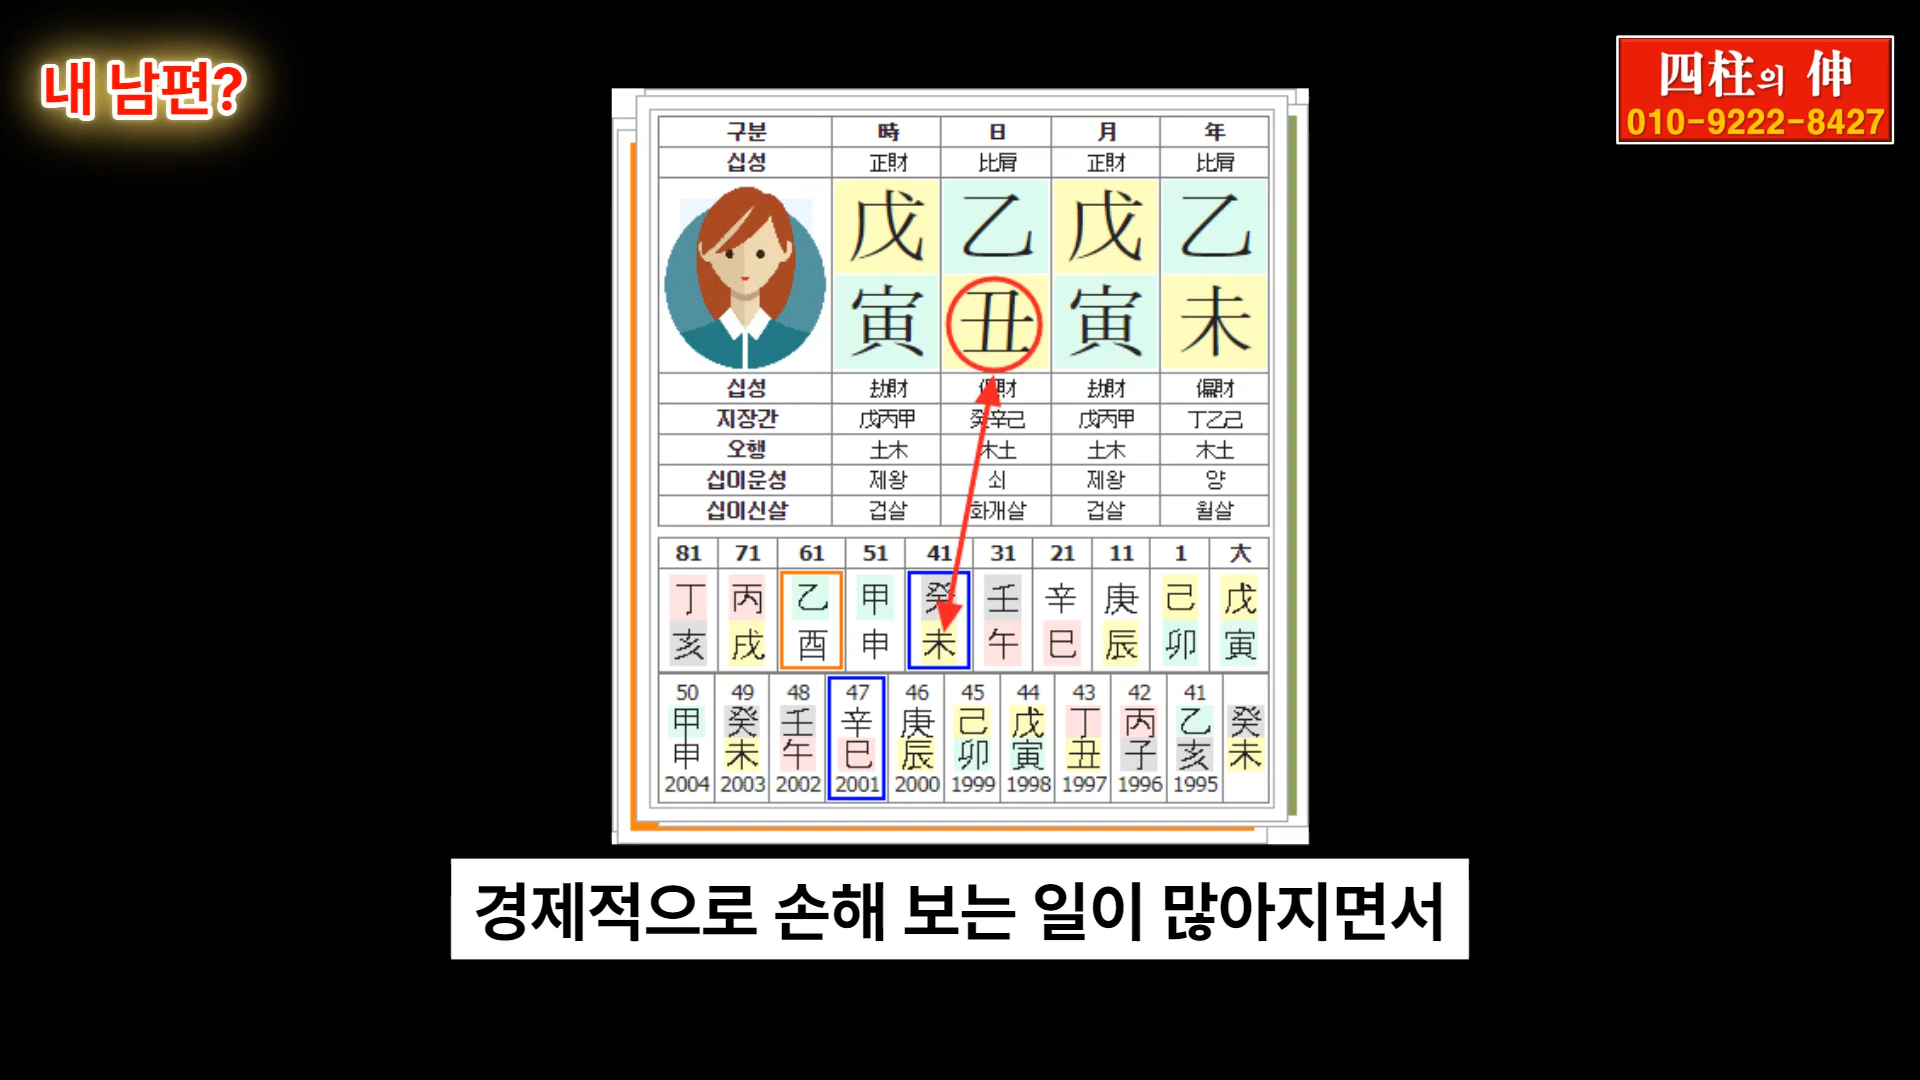 내 남편?
四柱의 伸
010-9222-8427
구분 時 日 月 年
십성 正財 比肩 正財 比肩
戊 乙 戊 乙
寅 丑 寅 未
십성 劫財 偏財 劫財 偏財
지장간 戊丙甲 癸辛己 戊丙甲 丁乙己
오행 土木 木土 土木 木土
십이운성 제왕 쇠 제왕 양
십이신살 겁살 화개살 겁살 월살
81 71 61 51 41 31 21 11 1 大
丁 丙 乙 甲 癸 壬 辛 庚 己 戊
亥 戌 酉 申 未 午 巳 辰 卯 寅
50 49 48 47 46 45 44 43 42 41
甲 癸 壬 辛 庚 己 戊 丁 丙 乙 癸
申 未 午 巳 辰 卯 寅 丑 子 亥 未
2004 2003 2002 2001 2000 1999 1998 1997 1996 1995
경제적으로 손해 보는 일이 많아지면서